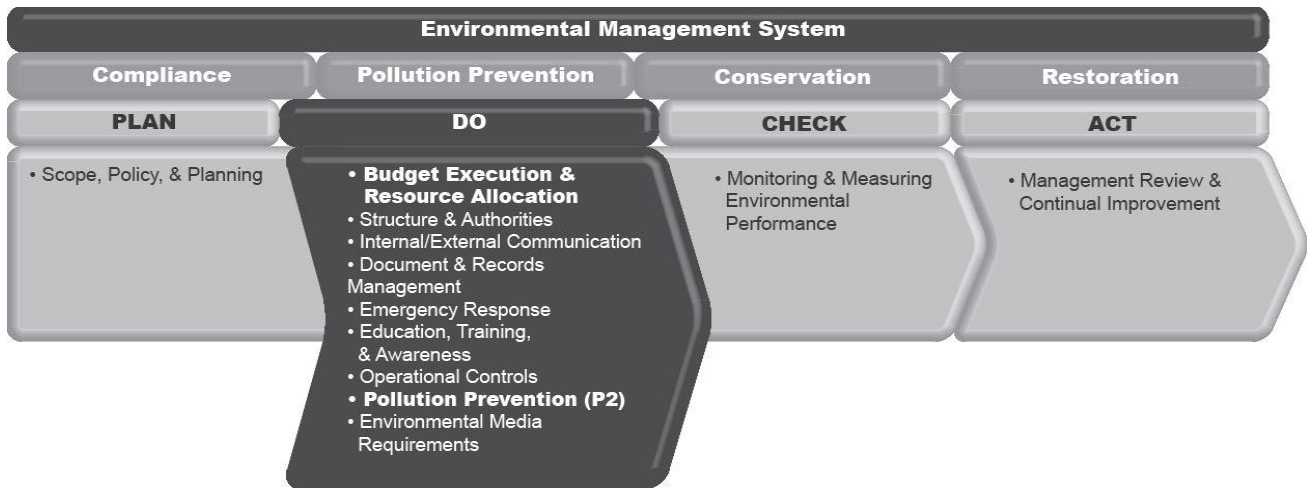 Environmental Management System
Compliance
Pollution Prevention
Conservation
Restoration
PLAN
DO
CHECK
ACT
• Scope, Policy, & Planning
• Budget Execution &
Resource Allocation
• Structure & Authorities
• Internal/External Communication
• Document & Records
Management
• Emergency Response
• Education, Training,
& Awareness
• Operational Controls
• Pollution Prevention (P2)
• Environmental Media
Requirements
• Monitoring & Measuring
Environmental
Performance
• Management Review &
Continual Improvement